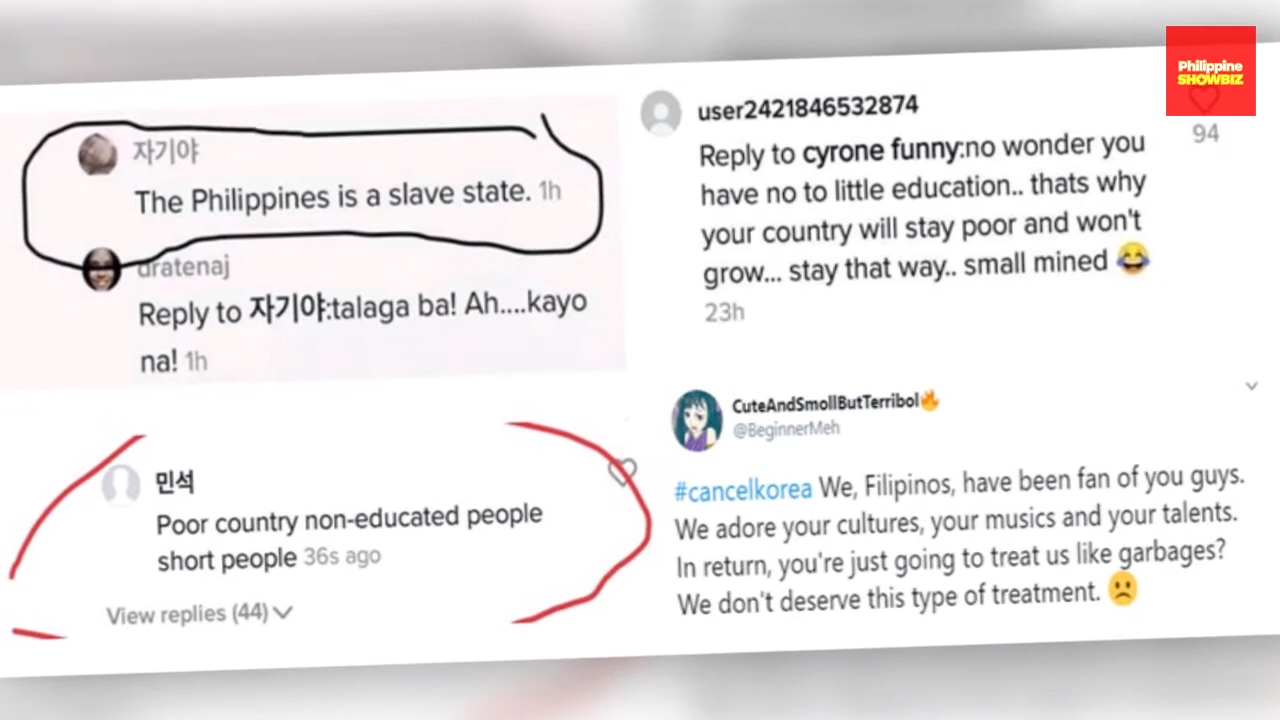 Philippine
SHOWBIZ
자기야
The Philippines is a slave state. 1h
dratenaj
Reply to 자기야:talaga ba! Ah....kayo
na! 1h
민석
Poor country non-educated people
short people 36s ago
View replies (44)
user2421846532874
Reply to cyrone funny:no wonder you
have no to little education.. thats why
your country will stay poor and won't
grow... stay that way.. small mined 😂
23h
94
CuteAndSmollButTerribol🔥
@BeginnerMeh
#cancelkorea We, Filipinos, have been fan of you guys.
We adore your cultures, your musics and your talents.
In return, you're just going to treat us like garbages?
We don't deserve this type of treatment. 🙁